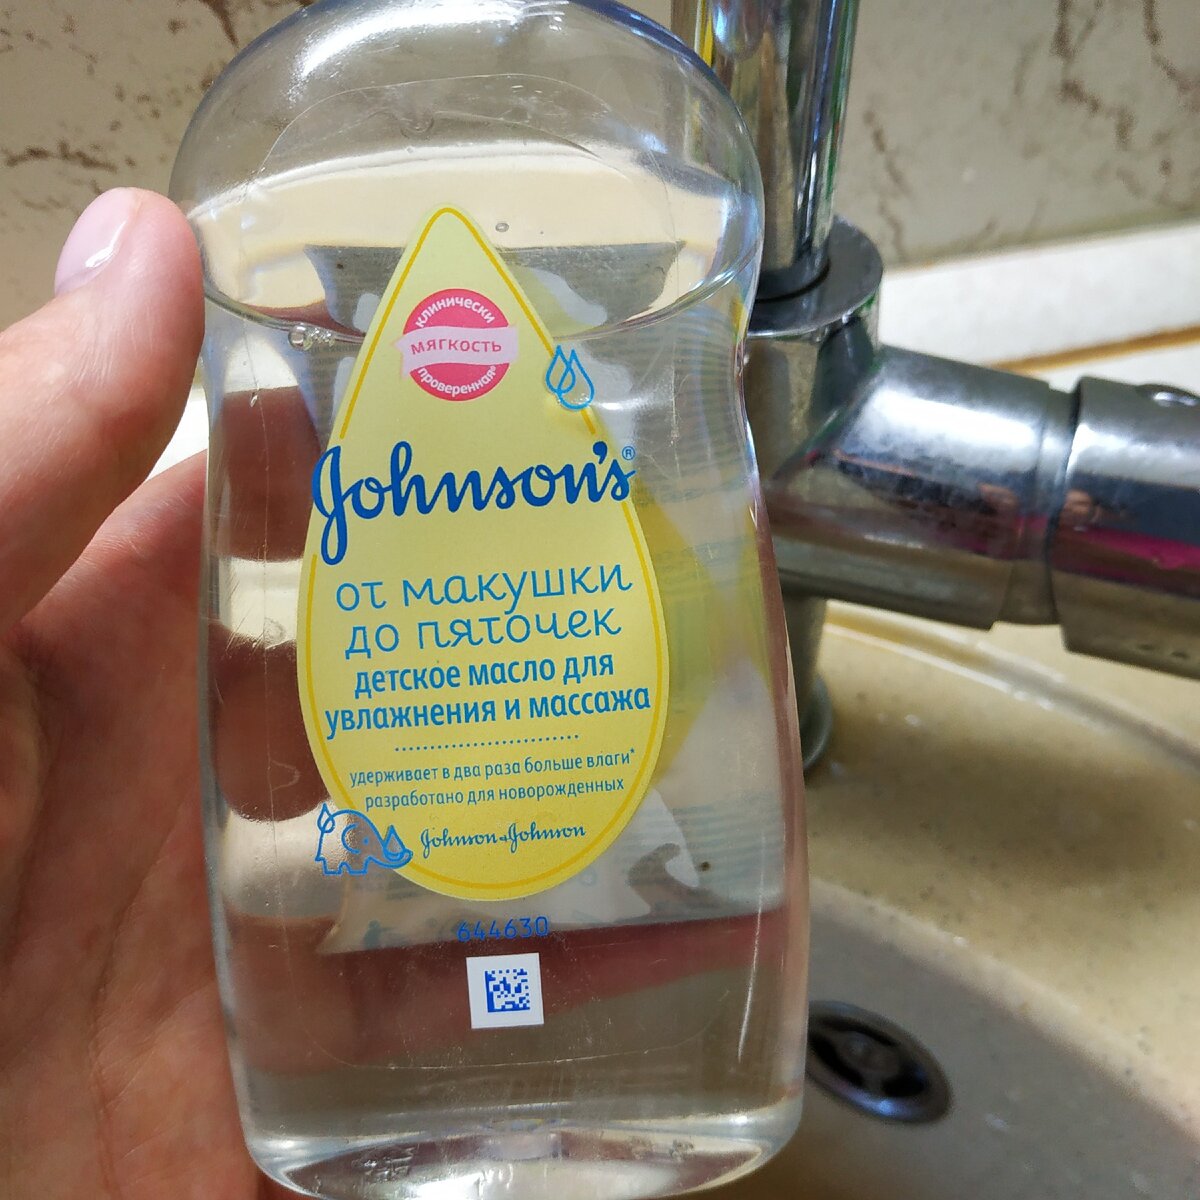 клинически
мягкость
проверенная®
Johnson's®
от макушки
до пяточек
детское масло для
увлажнения и массажа
удерживает в два раза больше влаги*
разработано для новорожденных
Johnson & Johnson
644630